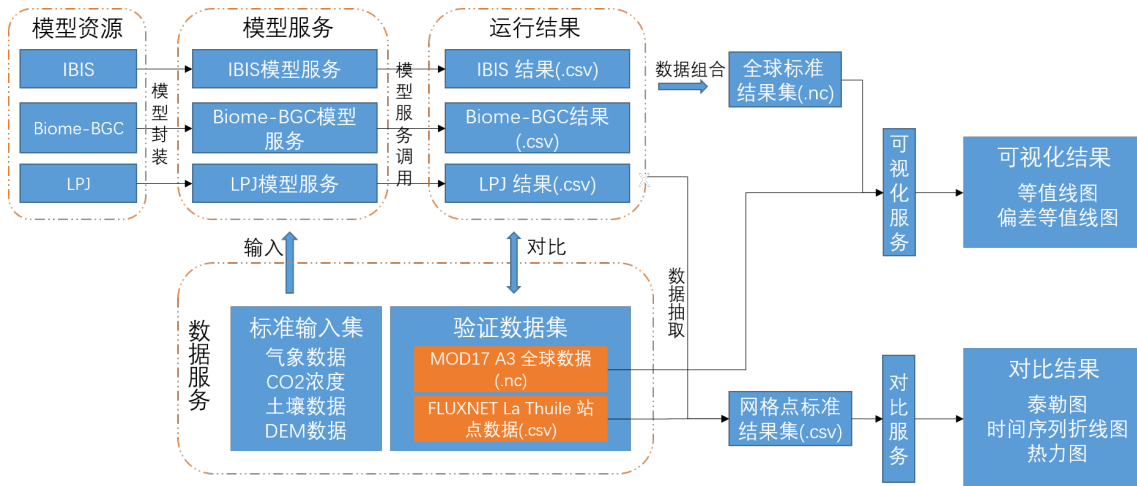 模型资源
IBIS
Biome-BGC
LPJ
模型封装
模型服务
IBIS模型服务
Biome-BGC模型
服务
LPJ模型服务
模型服务调用
运行结果
IBIS 结果(.csv)
Biome-BGC结果
(.csv)
LPJ 结果(.csv)
数据组合
全球标准
结果集(.nc)
可视化服务
可视化结果
等值线图
偏差等值线图
输入
对比
数据抽取
数据服务
标准输入集
气象数据
CO2浓度
土壤数据
DEM数据
验证数据集
MOD17 A3 全球数据
(.nc)
FLUXNET La Thuile 站
点数据(.csv)
网格点标准
结果集(.csv)
对比服务
对比结果
泰勒图
时间序列折线图
热力图